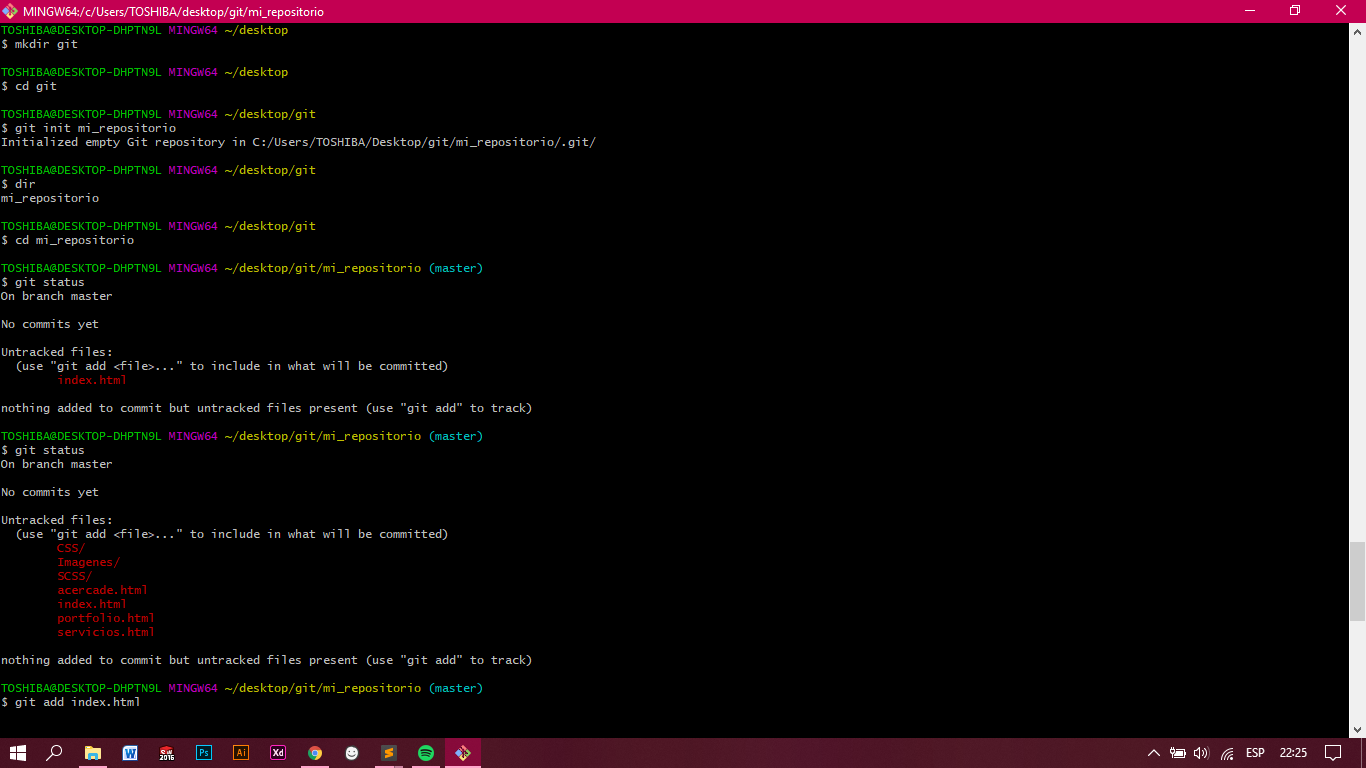 MINGW64:/c/Users/TOSHIBA/desktop/git/mi_repositorio
TOSHIBA@DESKTOP-DHPTN9L MINGW64 ~/desktop
$ mkdir git
TOSHIBA@DESKTOP-DHPTN9L MINGW64 ~/desktop
$ cd git
TOSHIBA@DESKTOP-DHPTN9L MINGW64 ~/desktop/git
$ git init mi_repositorio
Initialized empty Git repository in C:/Users/TOSHIBA/Desktop/git/mi_repositorio/.git/
TOSHIBA@DESKTOP-DHPTN9L MINGW64 ~/desktop/git
$ dir
mi_repositorio
TOSHIBA@DESKTOP-DHPTN9L MINGW64 ~/desktop/git
$ cd mi_repositorio
TOSHIBA@DESKTOP-DHPTN9L MINGW64 ~/desktop/git/mi_repositorio (master)
$ git status
On branch master
No commits yet
Untracked files:
(use "git add <file>..." to include in what will be committed)
index.html
nothing added to commit but untracked files present (use "git add" to track)
TOSHIBA@DESKTOP-DHPTN9L MINGW64 ~/desktop/git/mi_repositorio (master)
$ git status
On branch master
No commits yet
Untracked files:
(use "git add <file>..." to include in what will be committed)
CSS/
Imagenes/
SCSS/
acercade.html
index.html
portfolio.html
servicios.html
nothing added to commit but untracked files present (use "git add" to track)
TOSHIBA@DESKTOP-DHPTN9L MINGW64 ~/desktop/git/mi_repositorio (master)
$ git add index.html
W SW 2016 Ps Ai Xd S ESP 22:25